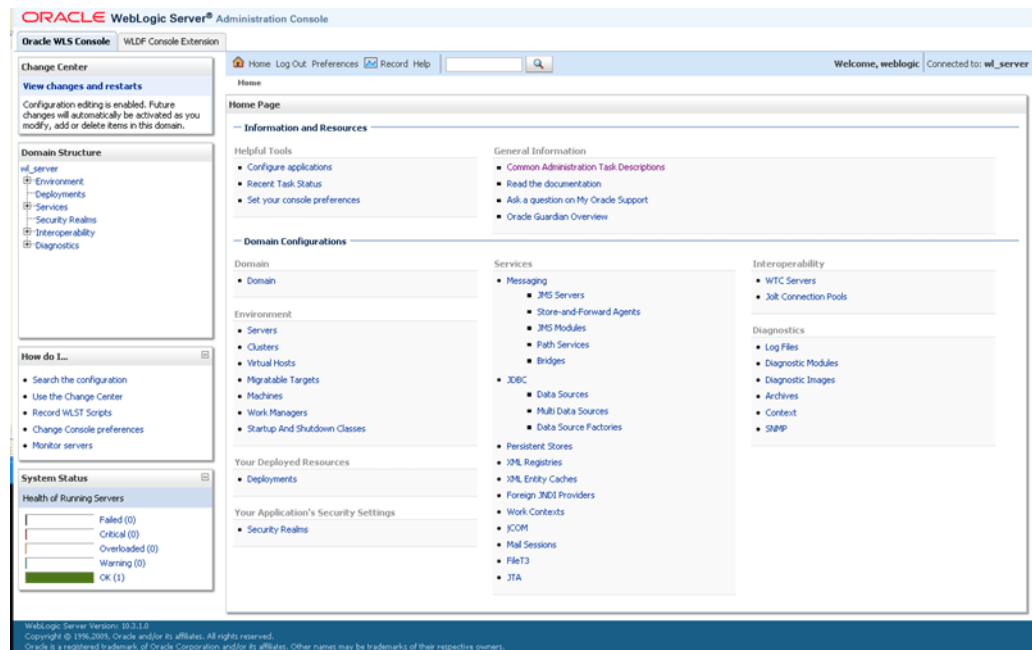 ORACLE WebLogic Server® Administration Console
Oracle WLS Console
WLDF Console Extension
Change Center
View changes and restarts
Configuration editing is enabled. Future
changes will automatically be activated as you
modify, add or delete items in this domain.
Domain Structure
wl_server
Environment
Deployments
Services
Security Realms
Interoperability
Diagnostics
How do I...
Search the configuration
Use the Change Center
Record WLST Scripts
Change Console preferences
Monitor servers
System Status
Health of Running Servers
Failed (0)
Critical (0)
Overloaded (0)
Warning (0)
OK (1)
Home Log Out Preferences Record Help
Welcome, weblogic
Connected to: wl_server
Home
Home Page
Information and Resources
Helpful Tools
Configure applications
Recent Task Status
Set your console preferences
General Information
Common Administration Task Descriptions
Read the documentation
Ask a question on My Oracle Support
Oracle Guardian Overview
Domain Configurations
Domain
Domain
Environment
Servers
Clusters
Virtual Hosts
Migratable Targets
Machines
Work Managers
Startup And Shutdown Classes
Your Deployed Resources
Deployments
Your Application's Security Settings
Security Realms
Services
Messaging
JMS Servers
Store-and-Forward Agents
JMS Modules
Path Services
Bridges
JDBC
Data Sources
Multi Data Sources
Data Source Factories
Persistent Stores
XML Registries
XML Entity Caches
Foreign JNDI Providers
Work Contexts
jCOM
Mail Sessions
FileT3
JTA
Interoperability
WTC Servers
Jolt Connection Pools
Diagnostics
Log Files
Diagnostic Modules
Diagnostic Images
Archives
Context
SNMP
WebLogic Server Version: 10.3.1.0
Copyright © 1996,2009, Oracle and/or its affiliates. All rights reserved.
Oracle is a registered trademark of Oracle Corporation and/or its affiliates. Other names may be trademarks of their respective owners.